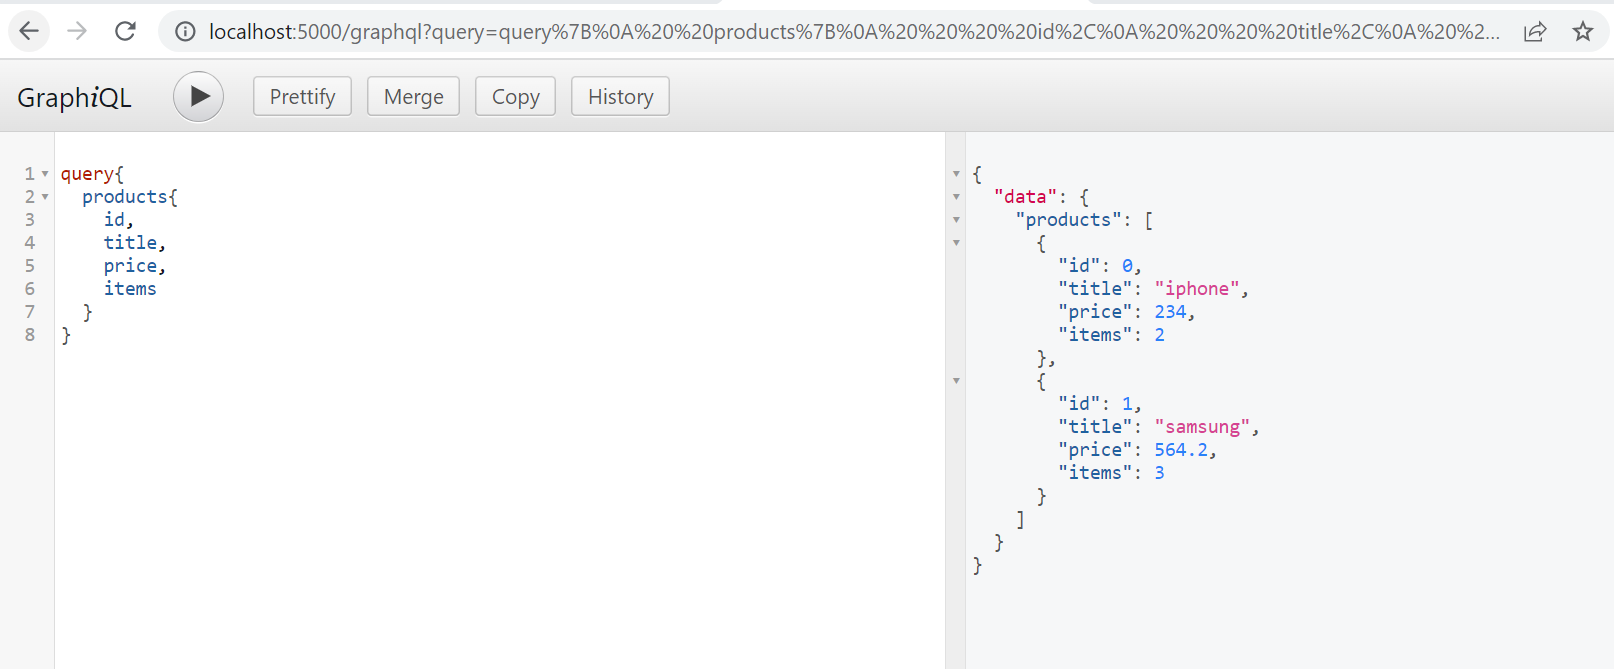 localhost:5000/graphql?query=query%7B%0A%20%20products%7B%0A%20%20%20%20id%2C%0A%20%20%20%20title%2C%0A%20%2...
GraphiQL Prettify Merge Copy History
1 query{
2   products{
3     id,
4     title,
5     price,
6     items
7   }
8 }
{
  "data": {
    "products": [
      {
        "id": 0,
        "title": "iphone",
        "price": 234,
        "items": 2
      },
      {
        "id": 1,
        "title": "samsung",
        "price": 564.2,
        "items": 3
      }
    ]
  }
}